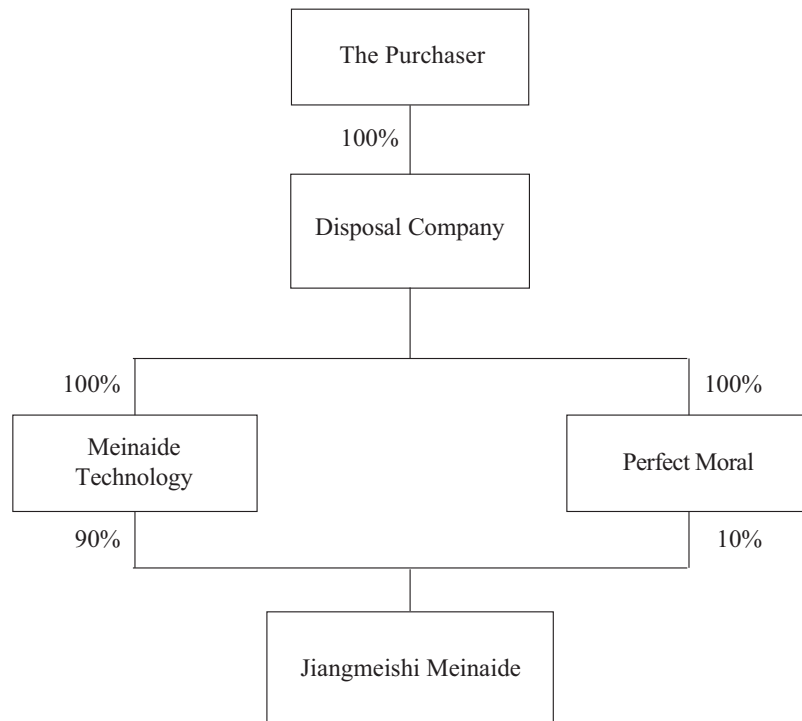 The Purchaser
100%
Disposal Company
100%
100%
Meinaide
Technology
Perfect Moral
90%
10%
Jiangmeishi Meinaide